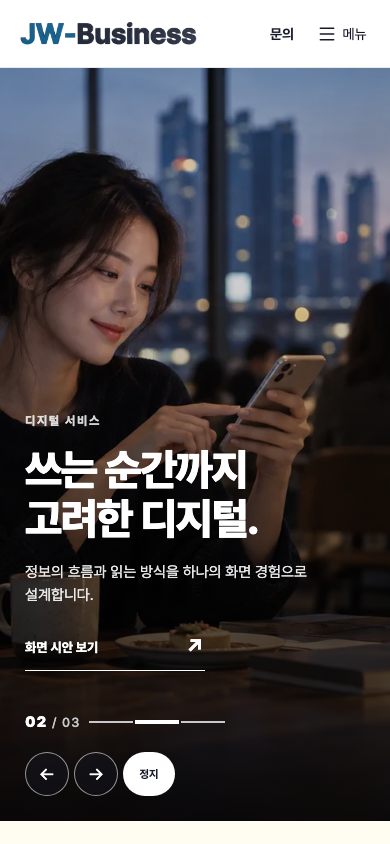 JW-Business
문의
메뉴
디지털 서비스
쓰는 순간까지
고려한 디지털.
정보의 흐름과 읽는 방식을 하나의 화면 경험으로
설계합니다.
화면 시안 보기
02 / 03
정지